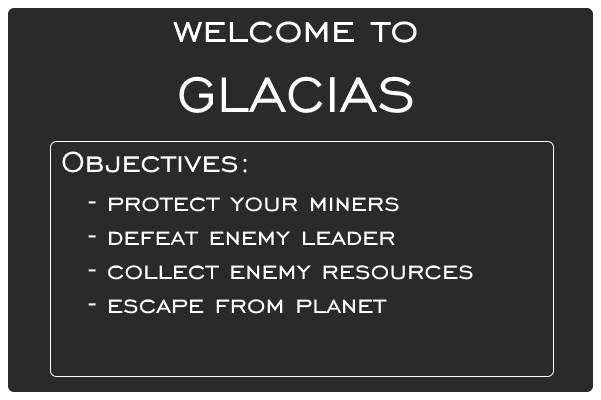 WELCOME TO
GLACIAS
OBJECTIVES:
- PROTECT YOUR MINERS
- DEFEAT ENEMY LEADER
- COLLECT ENEMY RESOURCES
- ESCAPE FROM PLANET